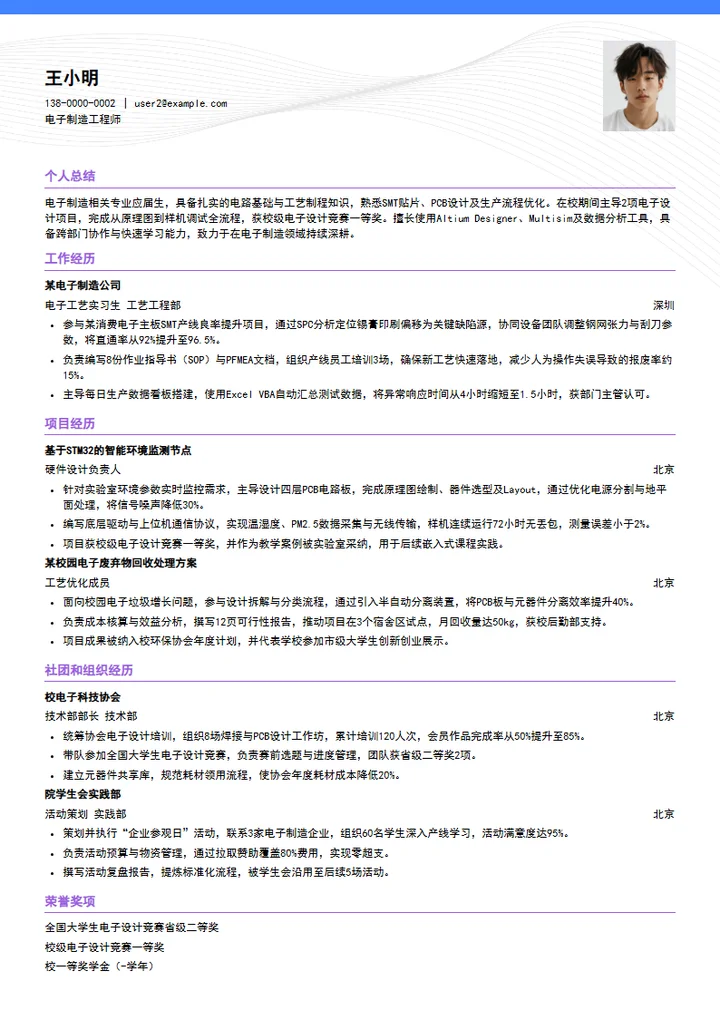 王小明
138-0000-0002 | user2@example.com
电子制造工程师
个人总结
电子制造相关专业应届生，具备扎实的电路基础与工艺制程知识，熟悉SMT贴片、PCB设计及生产流程优化。在校期间主导2项电子设
计项目，完成从原理图到样机调试全流程，获校级电子设计竞赛一等奖。擅长使用Altium Designer、Multisim及数据分析工具，具
备跨部门协作与快速学习能力，致力于在电子制造领域持续深耕。
工作经历
某电子制造公司
电子工艺实习生 工艺工程部 深圳
• 参与某消费电子主板SMT产线良率提升项目，通过SPC分析定位锡膏印刷偏移为关键缺陷源，协同设备团队调整钢网张力与刮刀参
数，将直通率从92%提升至96.5%。
• 负责编写8份作业指导书（SOP）与PFMEA文档，组织产线员工培训3场，确保新工艺快速落地，减少人为操作失误导致的报废率约
15%。
• 主导每日生产数据看板搭建，使用Excel VBA自动汇总测试数据，将异常响应时间从4小时缩短至1.5小时，获部门主管认可。
项目经历
基于STM32的智能环境监测节点
硬件设计负责人 北京
• 针对实验室环境参数实时监控需求，主导设计四层PCB电路板，完成原理图绘制、器件选型及Layout，通过优化电源分割与地平
面处理，将信号噪声降低30%。
• 编写底层驱动与上位机通信协议，实现温湿度、PM2.5数据采集与无线传输，样机连续运行72小时无丢包，测量误差小于2%。
• 项目获校级电子设计竞赛一等奖，并作为教学案例被实验室采纳，用于后续嵌入式课程实践。
某校园电子废弃物回收处理方案
工艺优化成员 北京
• 面向校园电子垃圾增长问题，参与设计拆解与分类流程，通过引入半自动分离装置，将PCB板与元器件分离效率提升40%。
• 负责成本核算与效益分析，撰写12页可行性报告，推动项目在3个宿舍区试点，月回收量达50kg，获校后勤部支持。
• 项目成果被纳入校环保协会年度计划，并代表学校参加市级大学生创新创业展示。
社团和组织经历
校电子科技协会
技术部部长 技术部 北京
• 统筹协会电子设计培训，组织8场焊接与PCB设计工作坊，累计培训120人次，会员作品完成率从50%提升至85%。
• 带队参加全国大学生电子设计竞赛，负责赛前选题与进度管理，团队获省级二等奖2项。
• 建立元器件共享库，规范耗材领用流程，使协会年度耗材成本降低20%。
院学生会实践部
活动策划 实践部 北京
• 策划并执行“企业参观日”活动，联系3家电子制造企业，组织60名学生深入产线学习，活动满意度达95%。
• 负责活动预算与物资管理，通过拉取赞助覆盖80%费用，实现零超支。
• 撰写活动复盘报告，提炼标准化流程，被学生会沿用至后续5场活动。
荣誉奖项
全国大学生电子设计竞赛省级二等奖
校级电子设计竞赛一等奖
校一等奖学金（-学年）